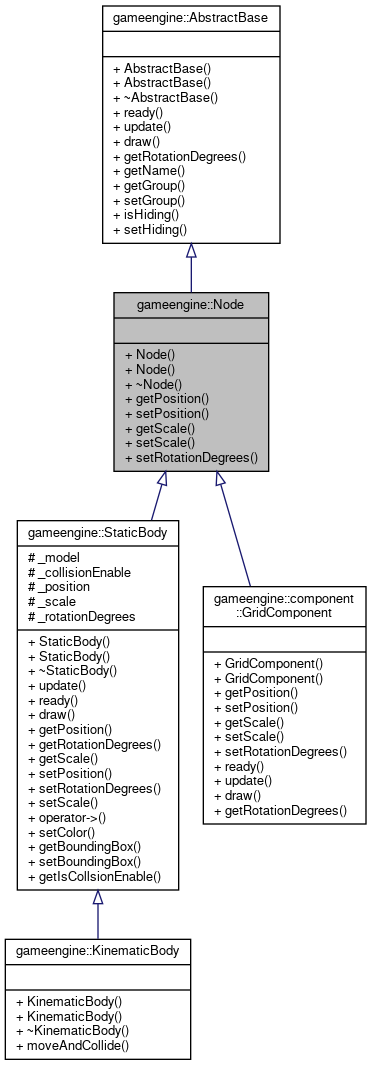 gameengine::AbstractBase
+ AbstractBase()
+ AbstractBase()
+ ~AbstractBase()
+ ready()
+ update()
+ draw()
+ getRotationDegrees()
+ getName()
+ getGroup()
+ setGroup()
+ isHiding()
+ setHiding()
gameengine::Node
+ Node()
+ Node()
+ ~Node()
+ getPosition()
+ setPosition()
+ getScale()
+ setScale()
+ setRotationDegrees()
gameengine::StaticBody
# _model
# _collisionEnable
# _position
# _scale
# _rotationDegrees
+ StaticBody()
+ StaticBody()
+ ~StaticBody()
+ update()
+ ready()
+ draw()
+ getPosition()
+ getRotationDegrees()
+ getScale()
+ setPosition()
+ setRotationDegrees()
+ setScale()
+ operator->()
+ setColor()
+ getBoundingBox()
+ setBoundingBox()
+ getIsCollsionEnable()
gameengine::component
::GridComponent
+ GridComponent()
+ GridComponent()
+ getPosition()
+ setPosition()
+ getScale()
+ setScale()
+ setRotationDegrees()
+ ready()
+ update()
+ draw()
+ getRotationDegrees()
gameengine::KinematicBody
+ KinematicBody()
+ KinematicBody()
+ ~KinematicBody()
+ moveAndCollide()